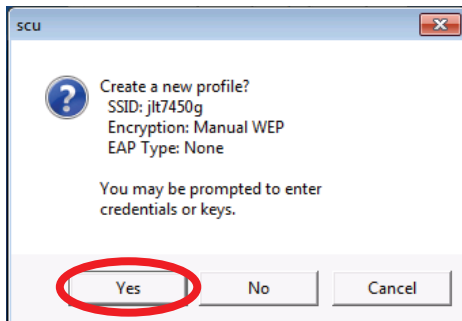 scu
Create a new profile?
SSID: jlt7450g
Encryption: Manual WEP
EAP Type: None
You may be prompted to enter
credentials or keys.
Yes
No
Cancel